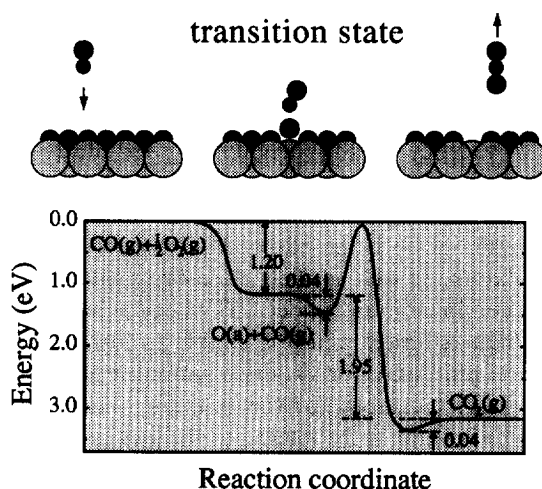 transition state
0.0
CO(g)+½O₂(g)
1.20
0.04
1.0
O(a)+CO(g)
2.0
1.95
3.0
CO₂(g)
0.04
Energy (eV)
Reaction coordinate